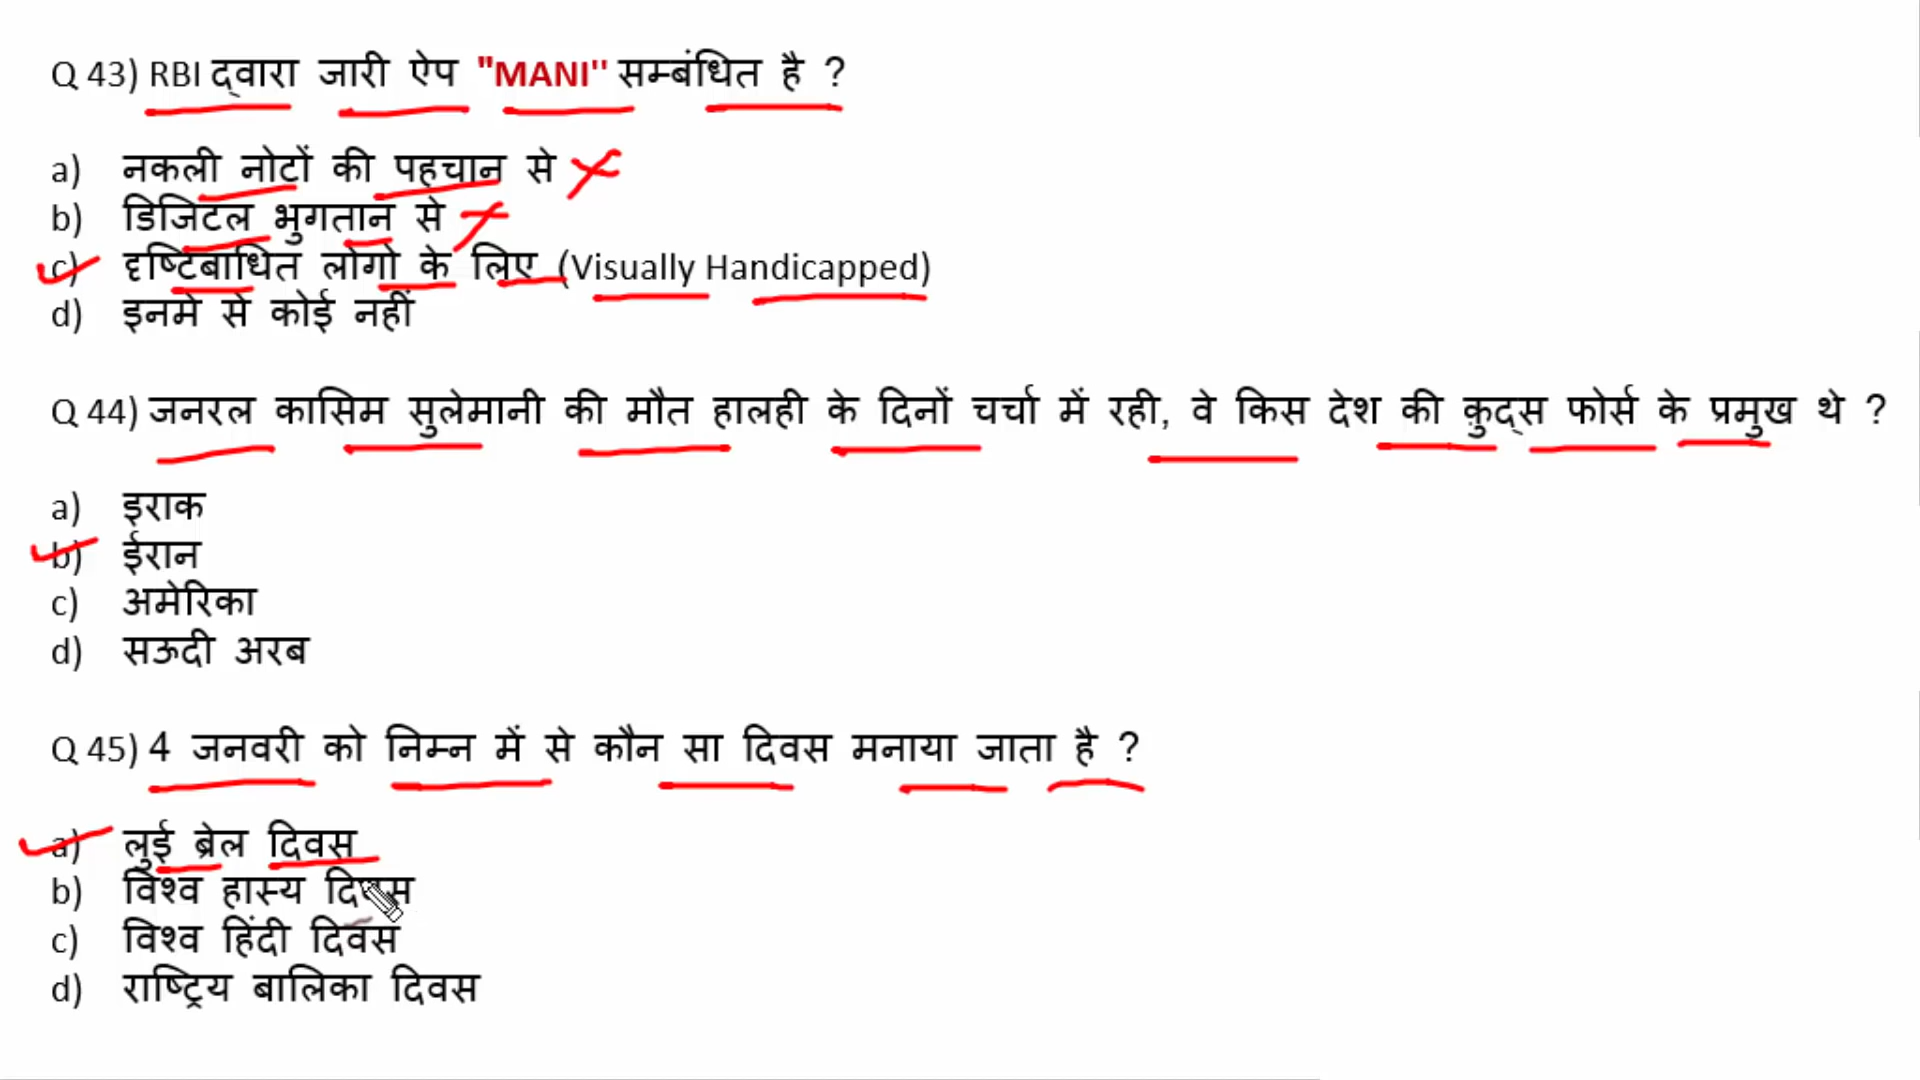 Q 43) RBI द्वारा जारी ऐप "MANI" सम्बंधित है ?
a) नकली नोटों की पहचान से
b) डिजिटल भुगतान से
c) दृष्टिबाधित लोगो के लिए (Visually Handicapped)
d) इनमे से कोई नहीं
Q 44) जनरल कासिम सुलेमानी की मौत हालही के दिनों चर्चा में रही, वे किस देश की क़ुद्स फोर्स के प्रमुख थे ?
a) इराक
b) ईरान
c) अमेरिका
d) सऊदी अरब
Q 45) 4 जनवरी को निम्न में से कौन सा दिवस मनाया जाता है ?
a) लुई ब्रेल दिवस
b) विश्व हास्य दिवस
c) विश्व हिंदी दिवस
d) राष्ट्रिय बालिका दिवस